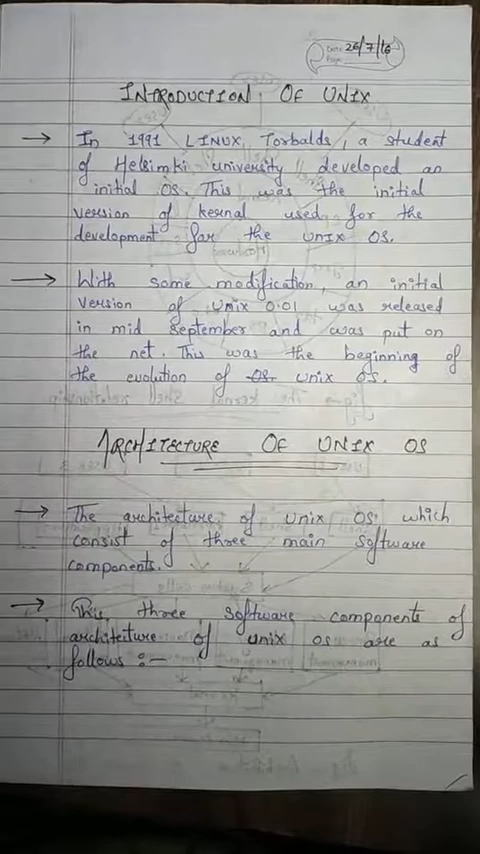 Date 26/7/16
Page
INTRODUCTION OF UNIX
→ In 1991 LINUX Torbalds, a student
of Helsimki university developed an
initial OS. This was the initial
version of kernal used for the
development for the UNIX OS.
→ With some modification, an initial
version of unix 0.01 was released
in mid september and was put on
the net. This was the beginning of
the evolution of OS unix OS.
ARCHITECTURE OF UNIX OS
→ The architecture of unix OS which
consist of three main software
components.
→ This three software components of
architecture of unix OS are as
follows :-